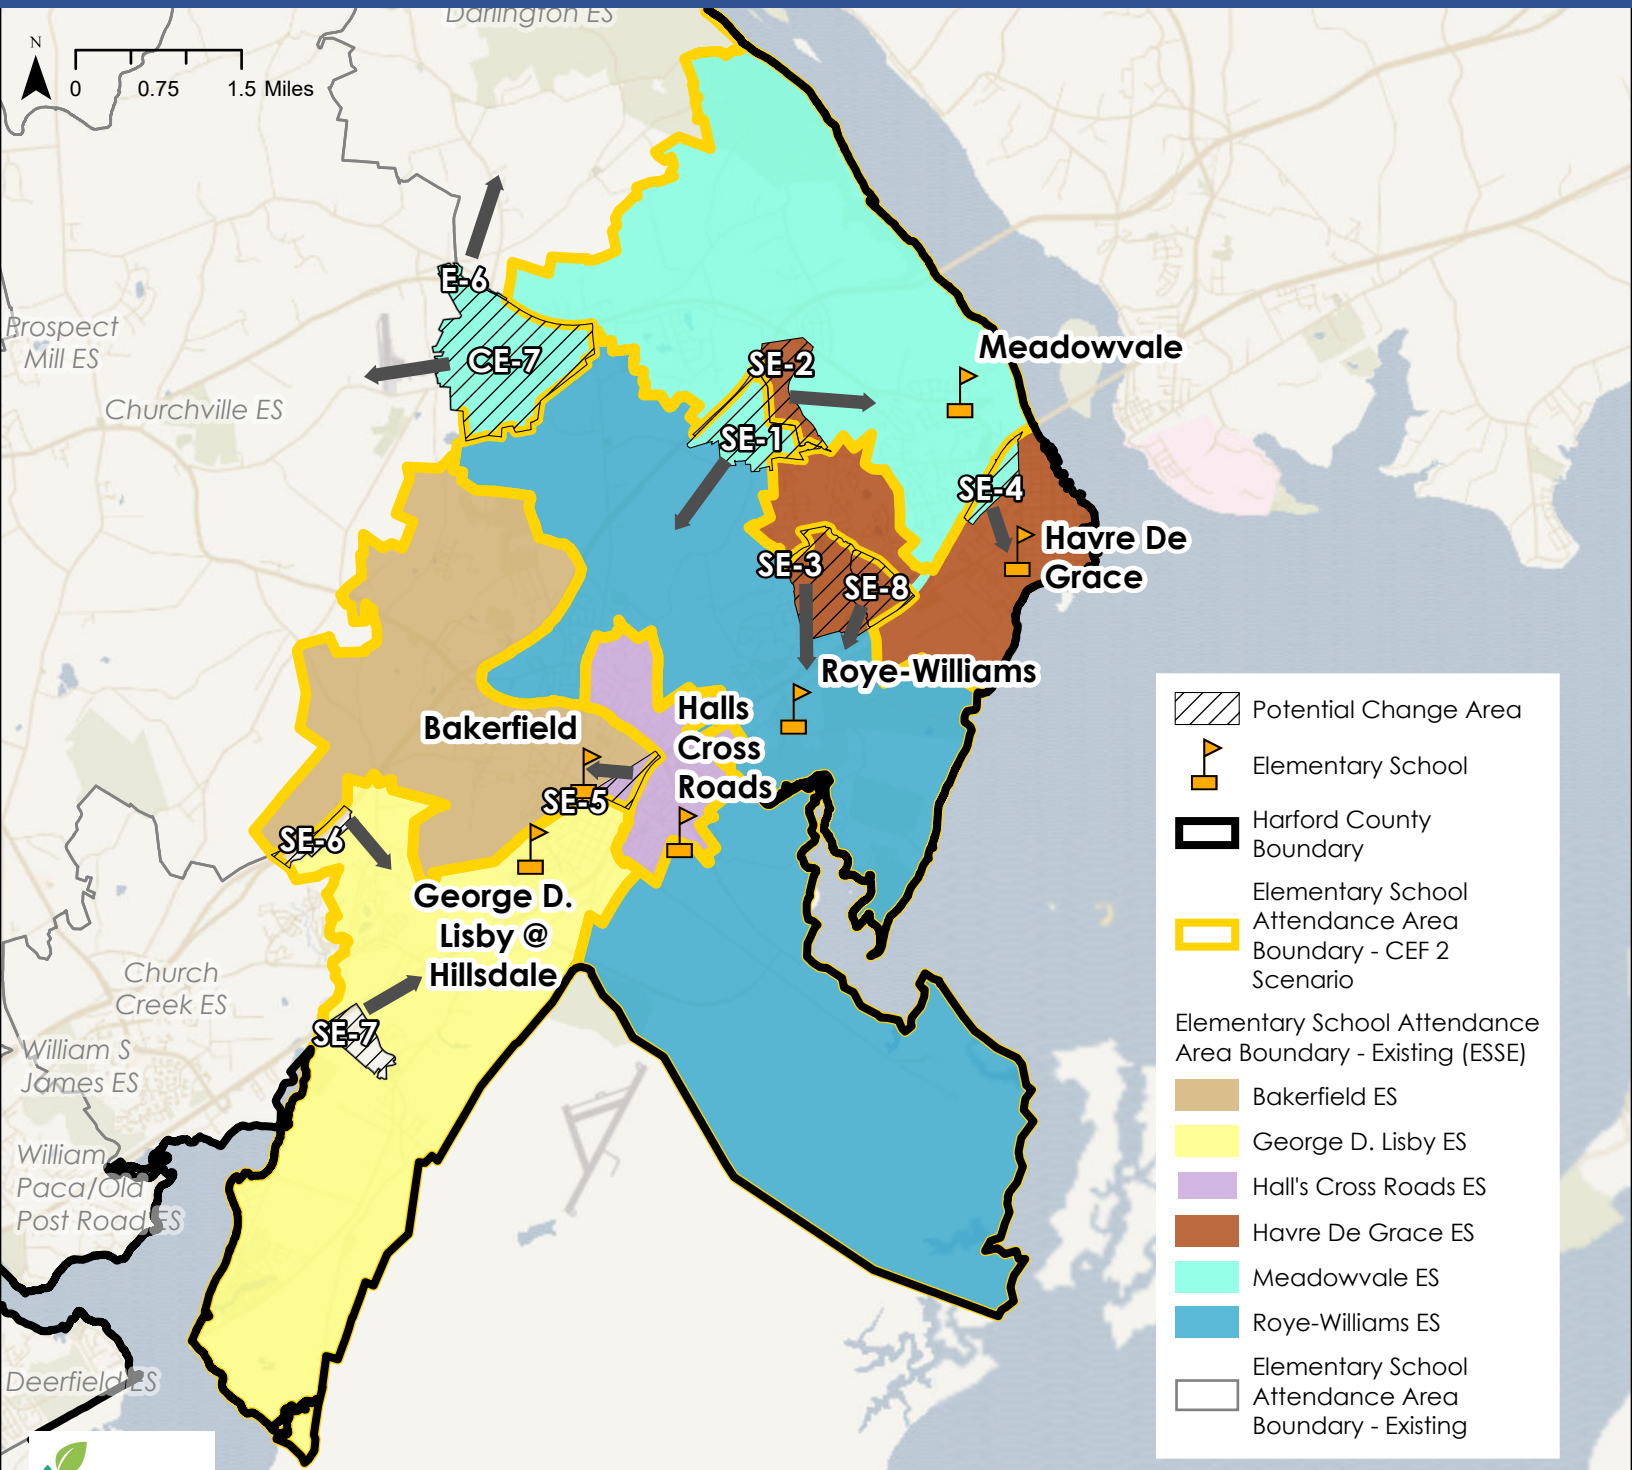 Darlington ES
N
0 0.75 1.5 Miles
E-6
Prospect
Mill ES
CE-7
Churchville ES
SE-2
SE-1
Meadowvale
SE-4
Havre De
Grace
SE-3
SE-8
Roye-Williams
Halls
Cross
Roads
Bakerfield
SE-5
SE-6
George D.
Lisby @
Hillsdale
Church
Creek ES
SE-7
William S
James ES
William
Paca/Old
Post Road ES
Deerfield ES
Potential Change Area
Elementary School
Harford County
Boundary
Elementary School
Attendance Area
Boundary - CEF 2
Scenario
Elementary School Attendance
Area Boundary - Existing (ESSE)
Bakerfield ES
George D. Lisby ES
Hall's Cross Roads ES
Havre De Grace ES
Meadowvale ES
Roye-Williams ES
Elementary School
Attendance Area
Boundary - Existing